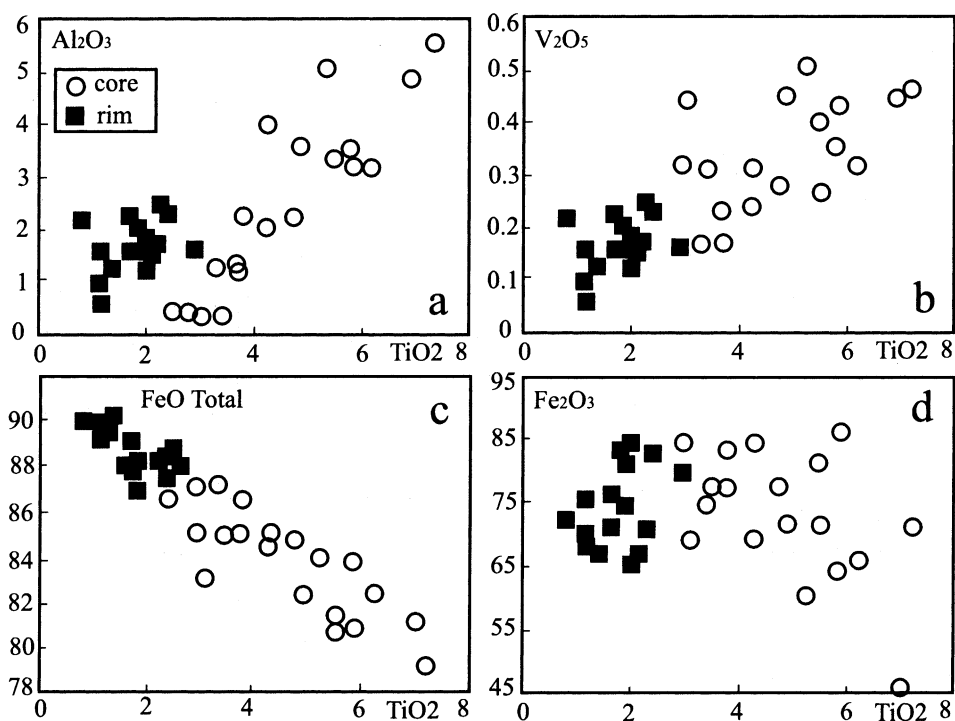 Al₂O₃
6
5
4
3
2
1
0
core
rim
a
0 2 4 6 TiO2 8
V₂O₅
0.6
0.5
0.4
0.3
0.2
0.1
0
b
0 2 4 6 TiO2 8
FeO Total
c
90
88
86
84
82
80
78
0 2 4 6 TiO2 8
Fe₂O₃
d
95
85
75
65
55
45
0 2 4 6 TiO2 8